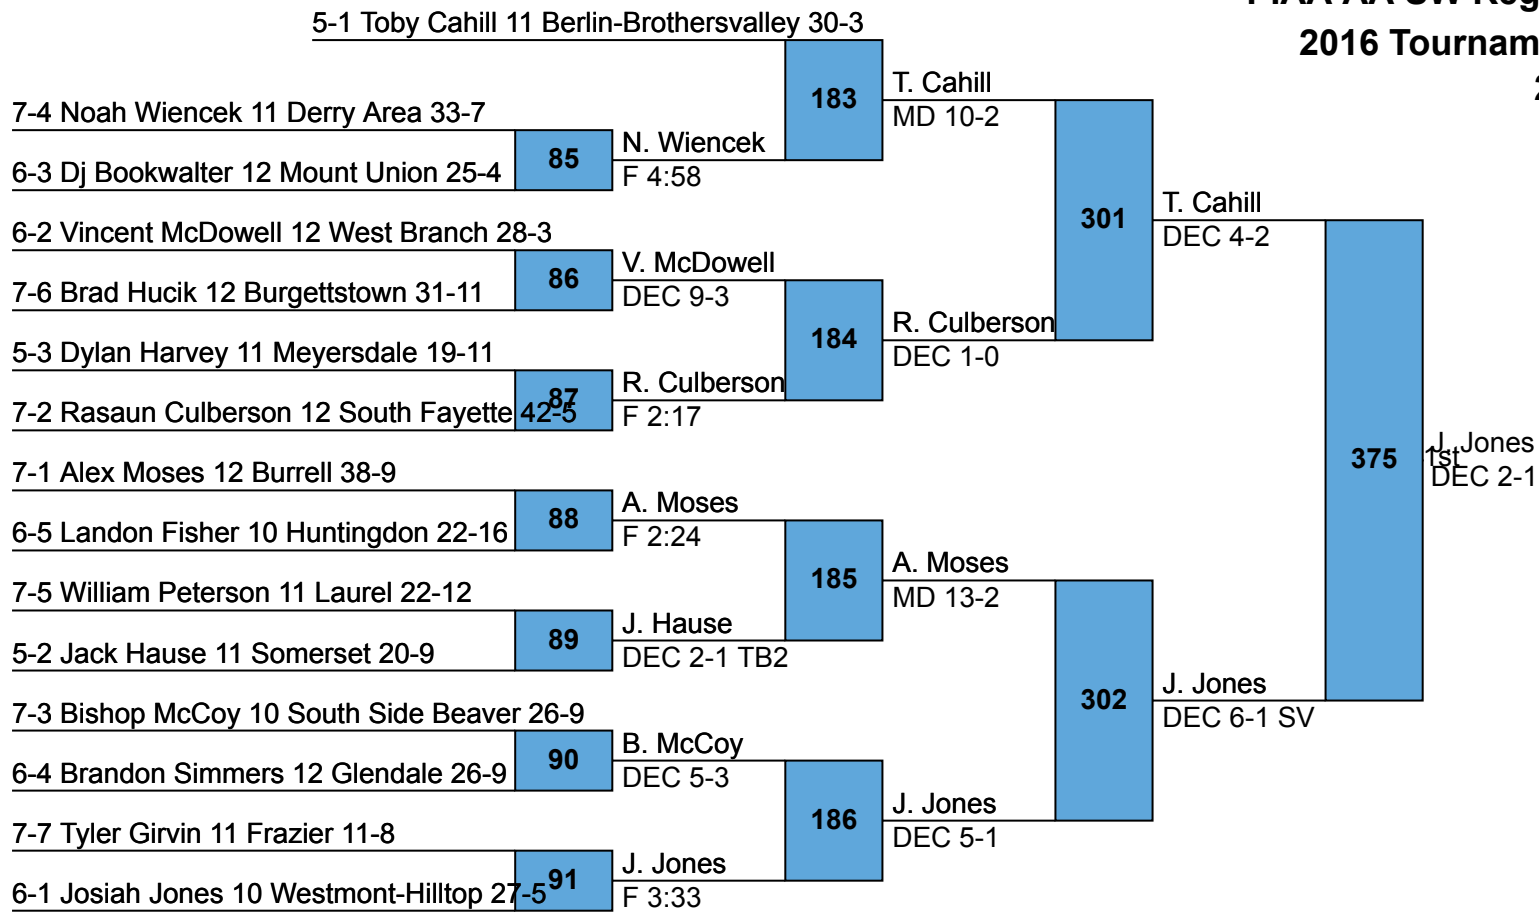 5-1 Toby Cahill 11 Berlin-Brothersvalley 30-3
2016 Tournam
183
T. Cahill
MD 10-2
7-4 Noah Wiencek 11 Derry Area 33-7
85
N. Wiencek
F 4:58
6-3 Dj Bookwalter 12 Mount Union 25-4
301
T. Cahill
DEC 4-2
6-2 Vincent McDowell 12 West Branch 28-3
86
V. McDowell
DEC 9-3
7-6 Brad Hucik 12 Burgettstown 31-11
184
R. Culberson
DEC 1-0
5-3 Dylan Harvey 11 Meyersdale 19-11
87
R. Culberson
F 2:17
7-2 Rasaun Culberson 12 South Fayette 42-5
375
J. Jones
1st
DEC 2-1
7-1 Alex Moses 12 Burrell 38-9
88
A. Moses
F 2:24
6-5 Landon Fisher 10 Huntingdon 22-16
185
A. Moses
MD 13-2
7-5 William Peterson 11 Laurel 22-12
89
J. Hause
DEC 2-1 TB2
5-2 Jack Hause 11 Somerset 20-9
302
J. Jones
DEC 6-1 SV
7-3 Bishop McCoy 10 South Side Beaver 26-9
90
B. McCoy
DEC 5-3
6-4 Brandon Simmers 12 Glendale 26-9
186
J. Jones
DEC 5-1
7-7 Tyler Girvin 11 Frazier 11-8
91
J. Jones
F 3:33
6-1 Josiah Jones 10 Westmont-Hilltop 27-5